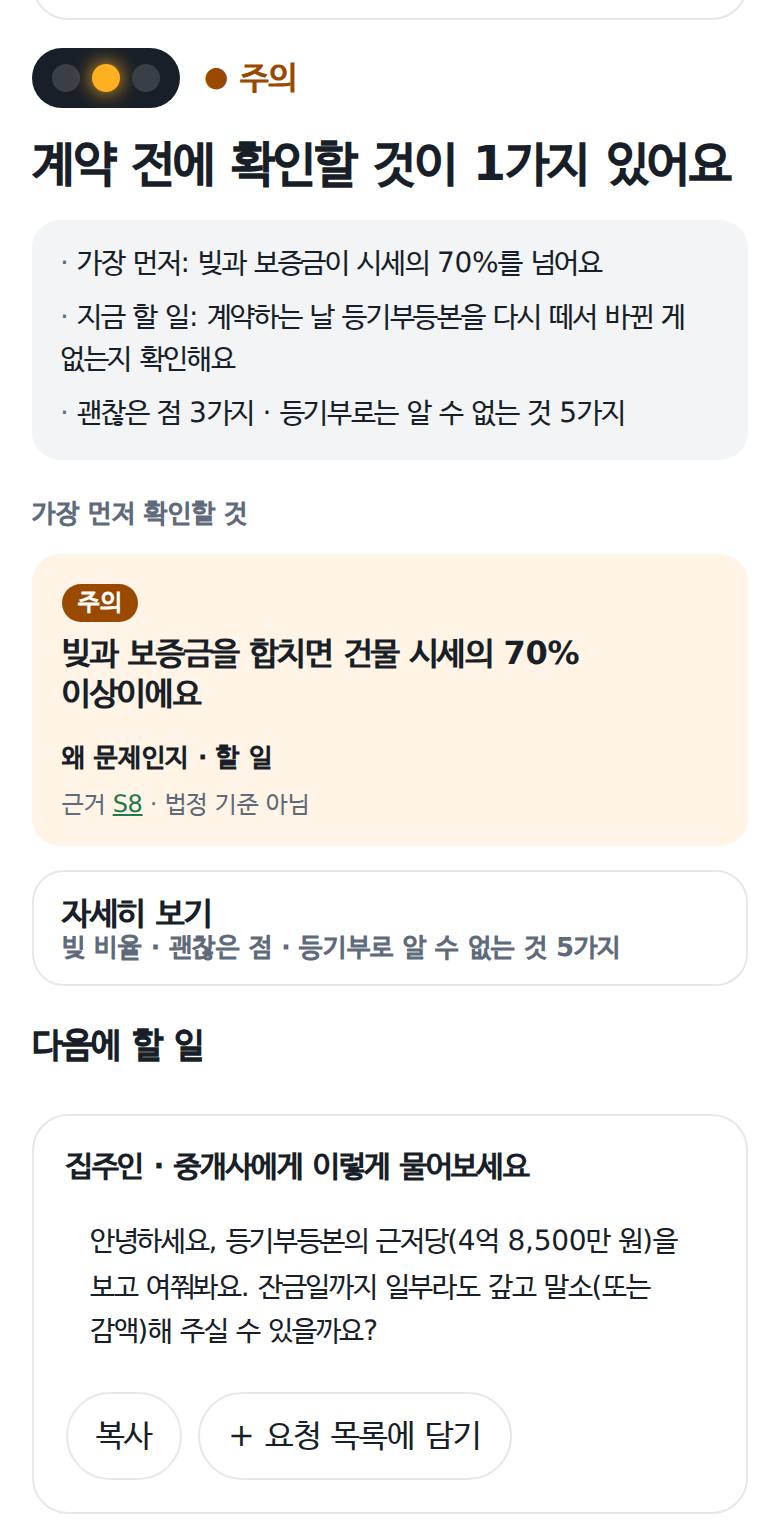 ● 주의
계약 전에 확인할 것이 1가지 있어요
· 가장 먼저: 빚과 보증금이 시세의 70%를 넘어요
· 지금 할 일: 계약하는 날 등기부등본을 다시 떼서 바뀐 게
없는지 확인해요
· 괜찮은 점 3가지 · 등기부로는 알 수 없는 것 5가지
가장 먼저 확인할 것
주의
빚과 보증금을 합치면 건물 시세의 70%
이상이에요
왜 문제인지 · 할 일
근거 S8 · 법정 기준 아님
자세히 보기
빚 비율 · 괜찮은 점 · 등기부로 알 수 없는 것 5가지
다음에 할 일
집주인 · 중개사에게 이렇게 물어보세요
안녕하세요, 등기부등본의 근저당(4억 8,500만 원)을
보고 여쭤봐요. 잔금일까지 일부라도 갚고 말소(또는
감액)해 주실 수 있을까요?
복사
+ 요청 목록에 담기